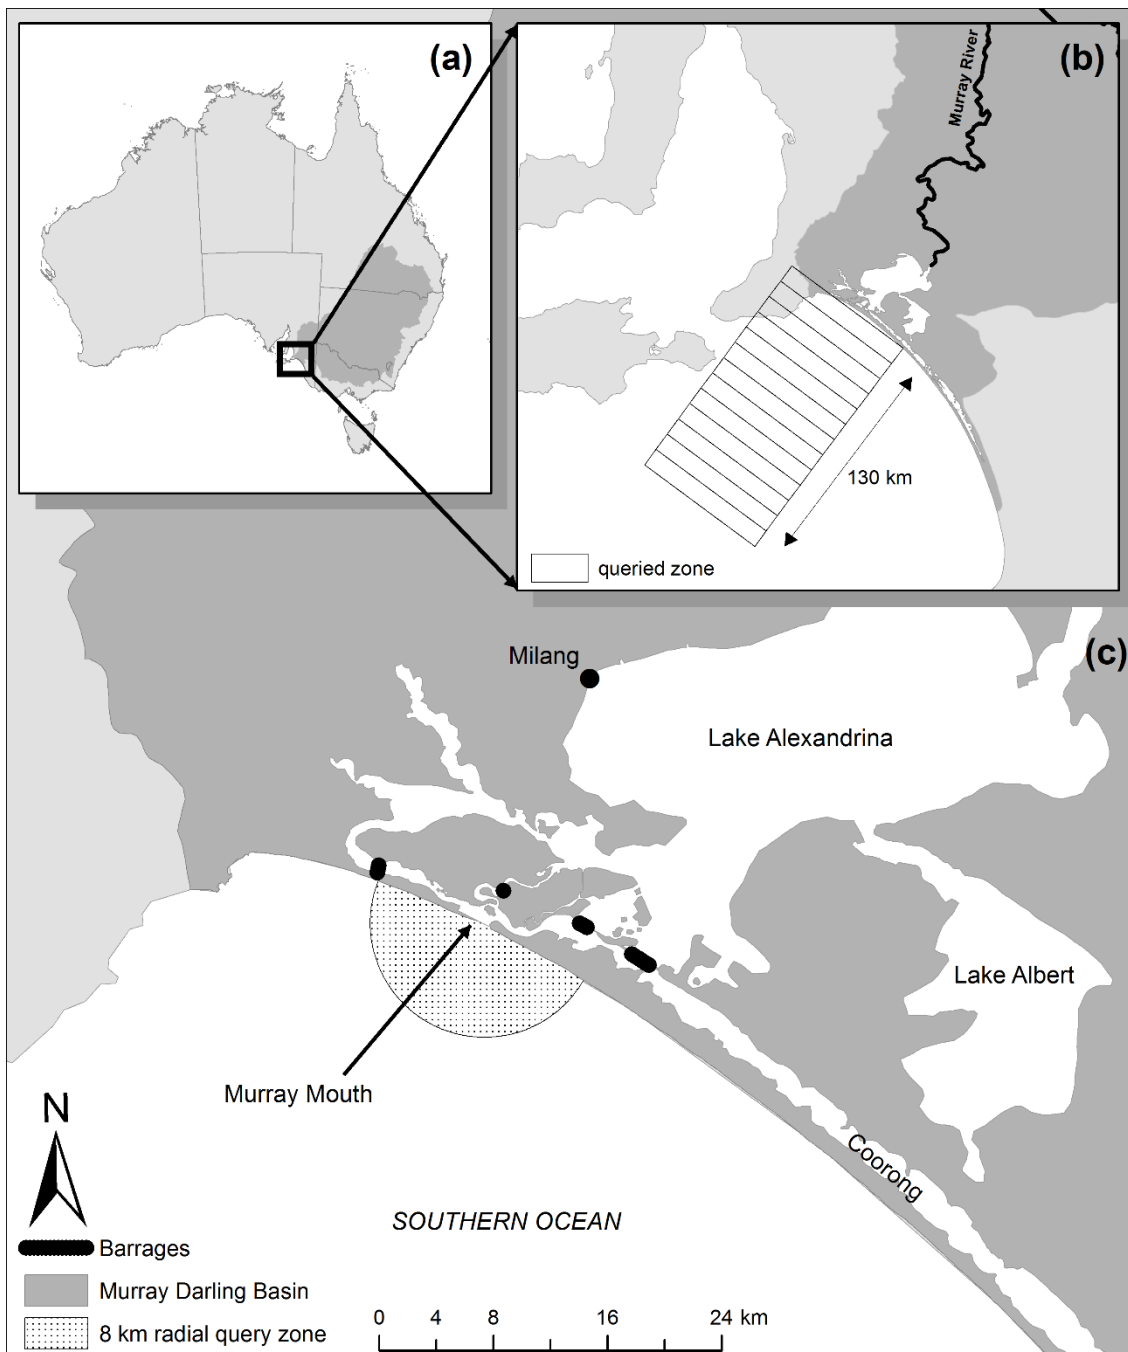 (a)
(b)
Murray River
130 km
queried zone
(c)
Milang
Lake Alexandrina
Lake Albert
Murray Mouth
Coorong
N
SOUTHERN OCEAN
Barrages
Murray Darling Basin
8 km radial query zone
0 4 8 16 24 km